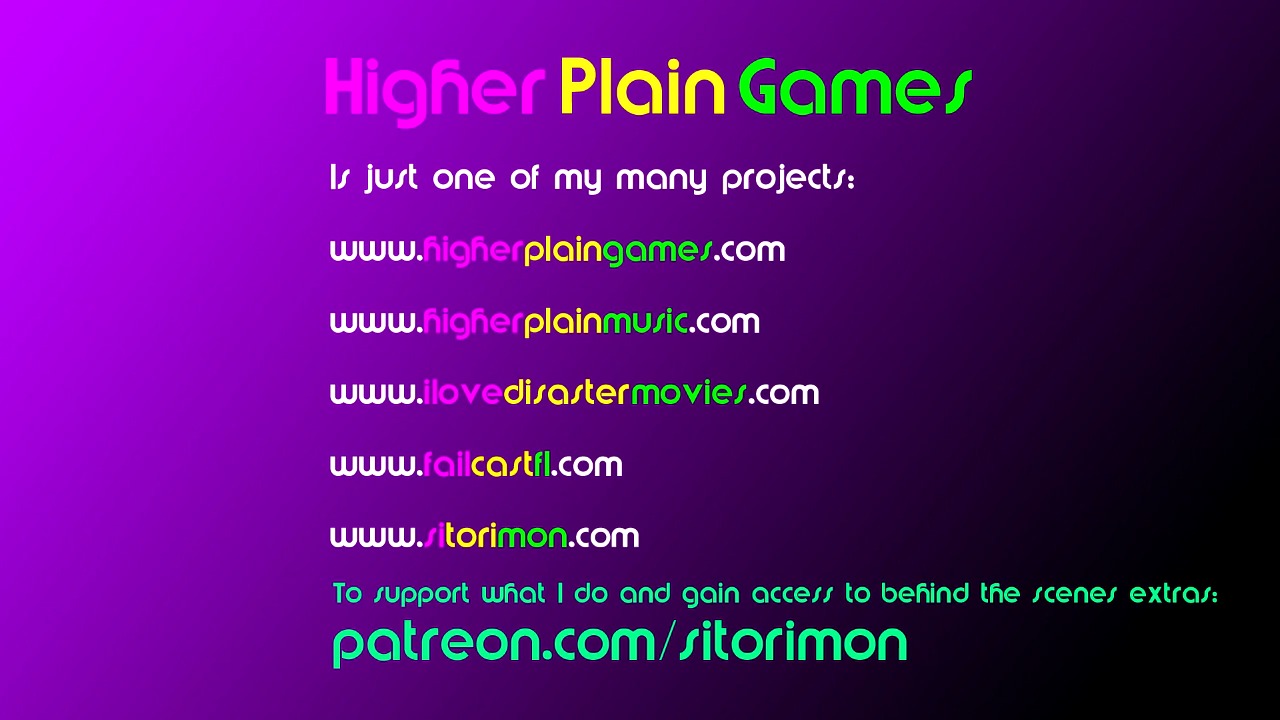 Higher Plain Games
Is just one of my many projects:
www.higherplaingames.com
www.higherplainmusic.com
www.ilovedisastermovies.com
www.failcastfl.com
www.sitorimon.com
To support what I do and gain access to behind the scenes extras:
patreon.com/sitorimon